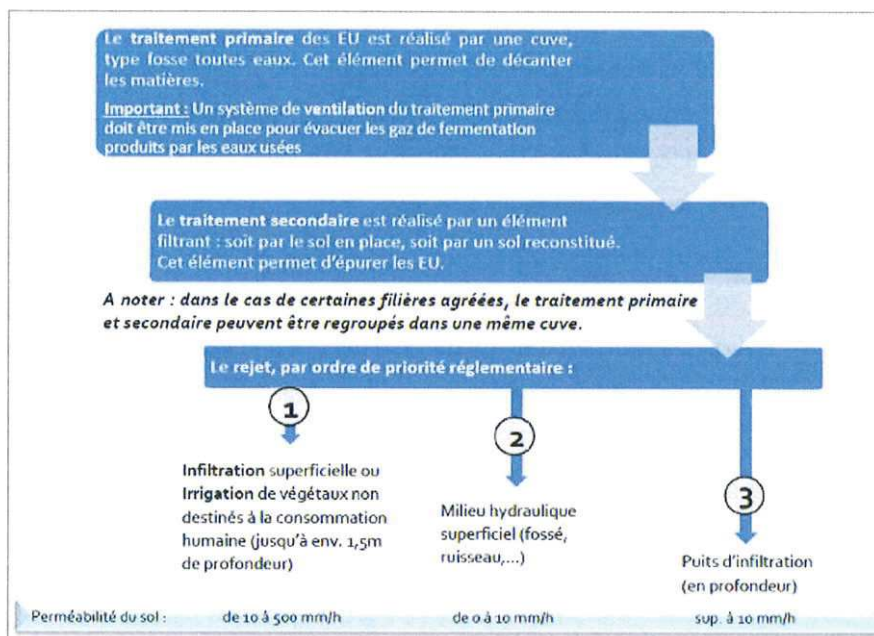 Le traitement primaire des EU est réalisé par une cuve,
type fosse toutes eaux. Cet élément permet de décanter
les matières.
Important : Un système de ventilation du traitement primaire
doit être mis en place pour évacuer les gaz de fermentation
produits par les eaux usées
Le traitement secondaire est réalisé par un élément
filtrant : soit par le sol en place, soit par un sol reconstitué.
Cet élément permet d'épurer les EU.
A noter : dans le cas de certaines filières agréées, le traitement primaire
et secondaire peuvent être regroupés dans une même cuve.
Le rejet, par ordre de priorité réglementaire :
1
Infiltration superficielle ou
Irrigation de végétaux non
destinés à la consommation
humaine (jusqu'à env. 1,5m
de profondeur)
2
Milieu hydraulique
superficiel (fossé,
ruisseau,...)
3
Puits d'infiltration
(en profondeur)
Perméabilité du sol : de 10 à 500 mm/h de 0 à 10 mm/h sup. à 10 mm/h